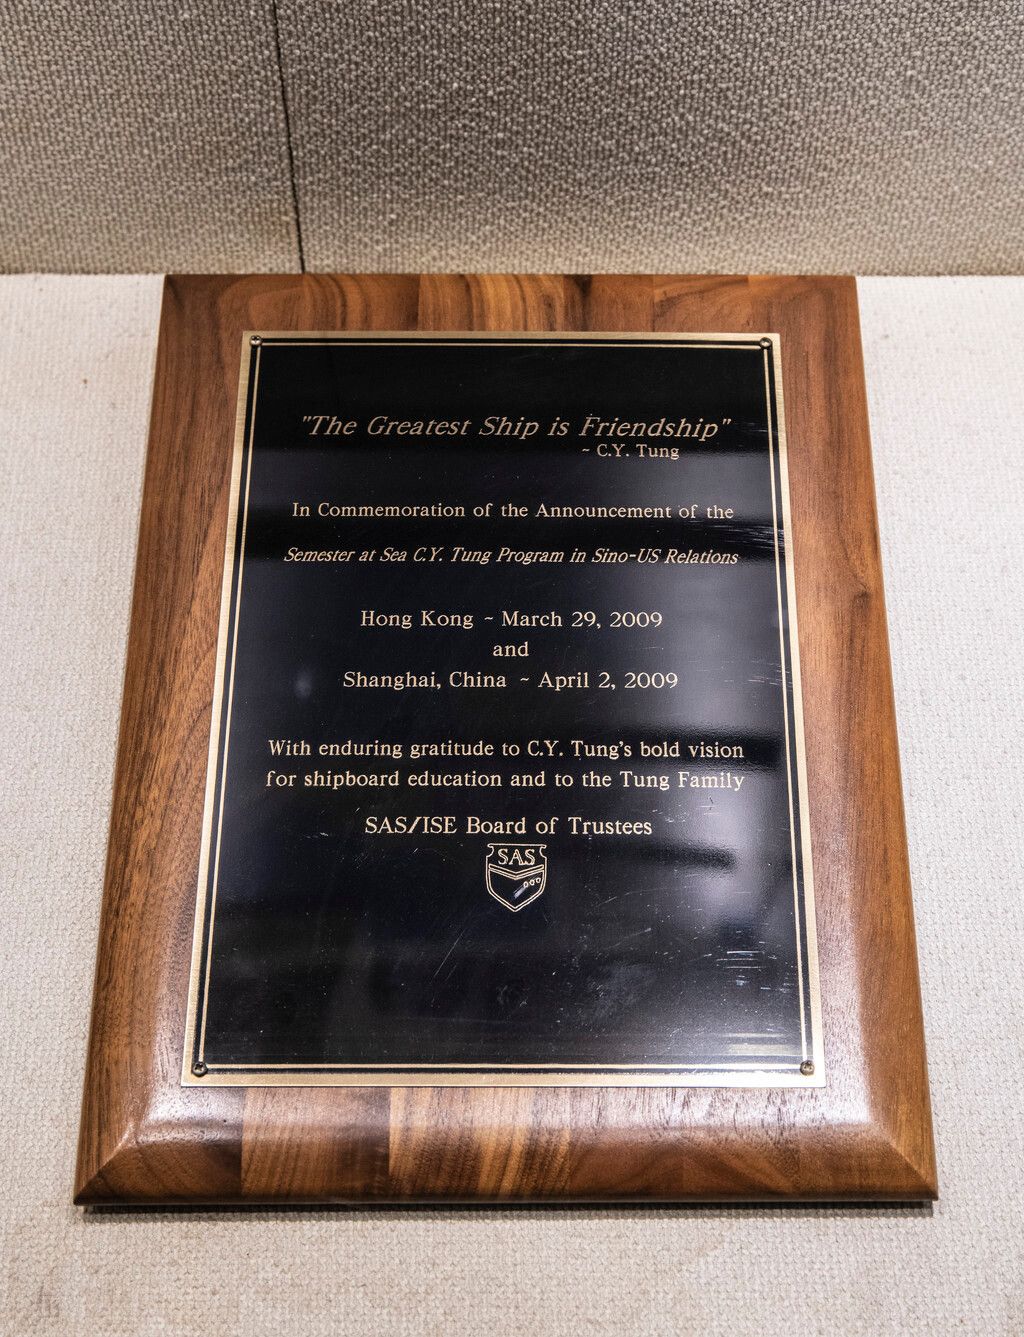 "The Greatest Ship is Friendship"
~ C.Y. Tung
In Commemoration of the Announcement of the
Semester at Sea C.Y. Tung Program in Sino-US Relations
Hong Kong ~ March 29, 2009
and
Shanghai, China ~ April 2, 2009
With enduring gratitude to C.Y. Tung's bold vision
for shipboard education and to the Tung Family
SAS/ISE Board of Trustees
SAS